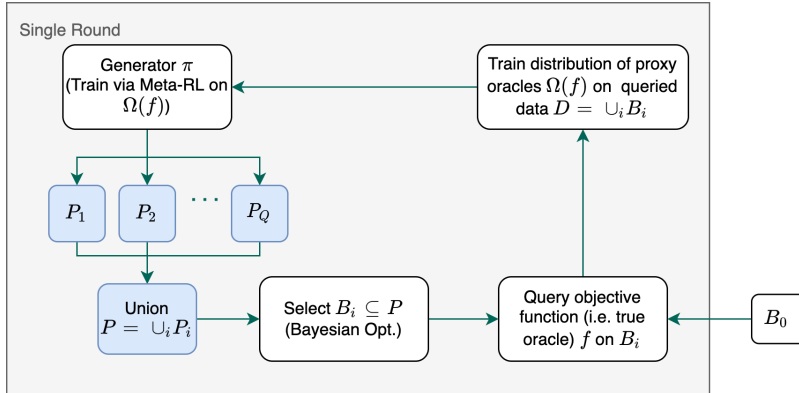 Single Round
Generator π
(Train via Meta-RL on
Ω(f))
Train distribution of proxy
oracles Ω(f) on queried
data D = ∪ᵢBᵢ
P₁
P₂
...
P_Q
Union
P = ∪ᵢPᵢ
Select Bᵢ ⊆ P
(Bayesian Opt.)
Query objective
function (i.e. true
oracle) f on Bᵢ
B₀